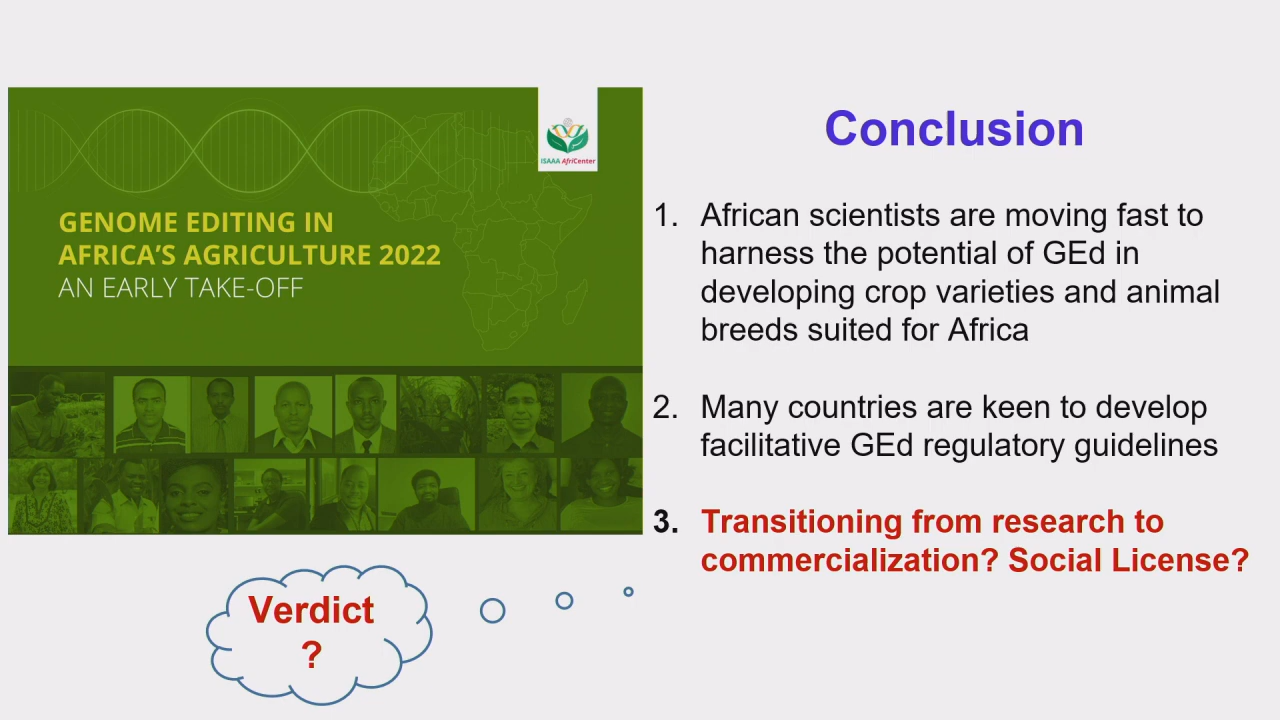 ISAAA AfriCenter
GENOME EDITING IN
AFRICA'S AGRICULTURE 2022
AN EARLY TAKE-OFF
Conclusion
1. African scientists are moving fast to
harness the potential of GEd in
developing crop varieties and animal
breeds suited for Africa
2. Many countries are keen to develop
facilitative GEd regulatory guidelines
3. Transitioning from research to
commercialization? Social License?
Verdict
?